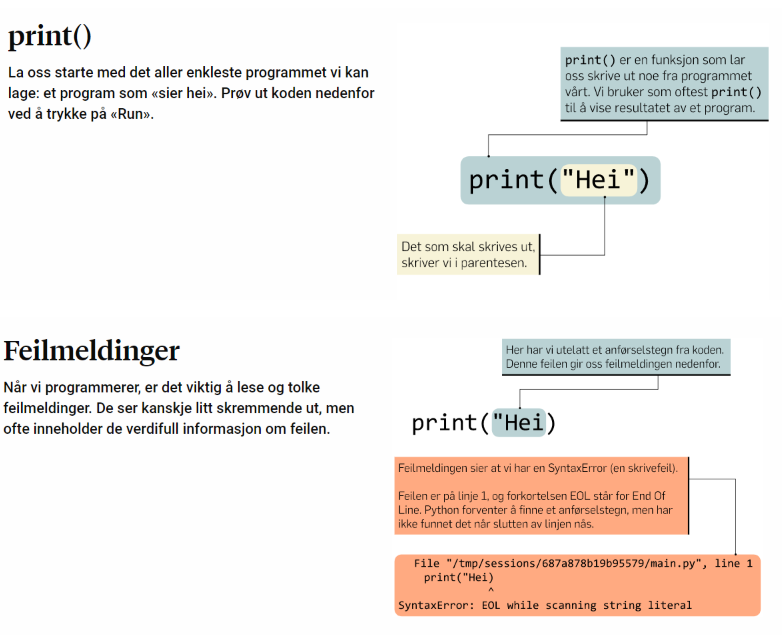 print()
La oss starte med det aller enkleste programmet vi kan
lage: et program som «sier hei». Prøv ut koden nedenfor
ved å trykke på «Run».
print() er en funksjon som lar
oss skrive ut noe fra programmet
vårt. Vi bruker som oftest print()
til å vise resultatet av et program.
print("Hei")
Det som skal skrives ut,
skriver vi i parentesen.
Feilmeldinger
Når vi programmerer, er det viktig å lese og tolke
feilmeldinger. De ser kanskje litt skremmende ut, men
ofte inneholder de verdifull informasjon om feilen.
Her har vi utelatt et anførselstegn fra koden.
Denne feilen gir oss feilmeldingen nedenfor.
print("Hei)
Feilmeldingen sier at vi har en SyntaxError (en skrivefeil).
Feilen er på linje 1, og forkortelsen EOL står for End Of
Line. Python forventer å finne et anførselstegn, men har
ikke funnet det når slutten av linjen nås.
File "/tmp/sessions/687a878b19b95579/main.py", line 1
print("Hei)
^
SyntaxError: EOL while scanning string literal